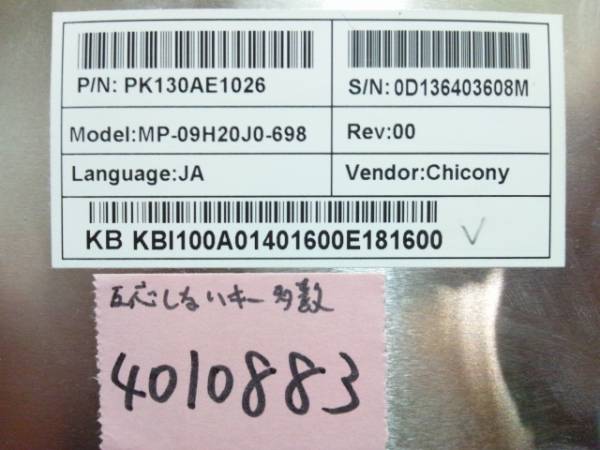 P/N: PK130AE1026
S/N: 0D136403608M
Model:MP-09H20J0-698
Rev:00
Language:JA
Vendor:Chicony
KB KBI100A01401600E181600
V
反応しないキー多数
4010883